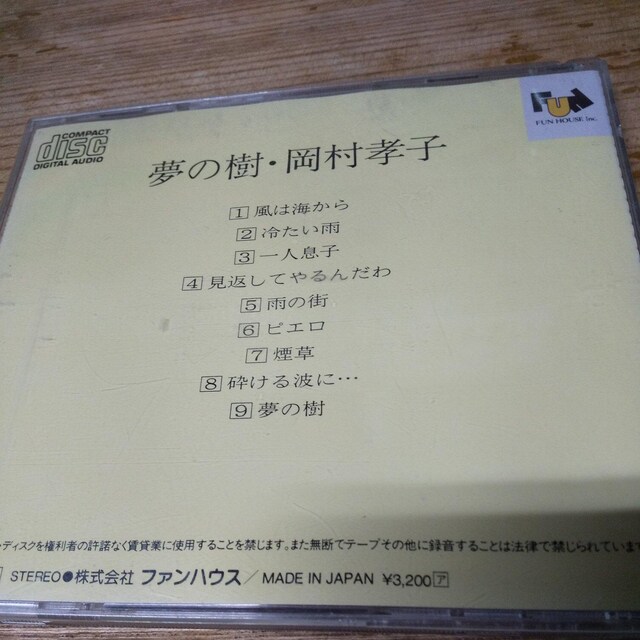 COMPACT
disc
DIGITAL AUDIO
FUN
FUN HOUSE Inc.
夢の樹・岡村孝子
1 風は海から
2 冷たい雨
3 一人息子
4 見返してやるんだわ
5 雨の街
6 ピエロ
7 煙草
8 砕ける波に…
9 夢の樹
ディスクを権利者の許諾なく賃貸業に使用することを禁じます。また無断でテープその他に録音することは法律で禁じられています
STEREO●株式会社 ファンハウス/MADE IN JAPAN ¥3,200 ア